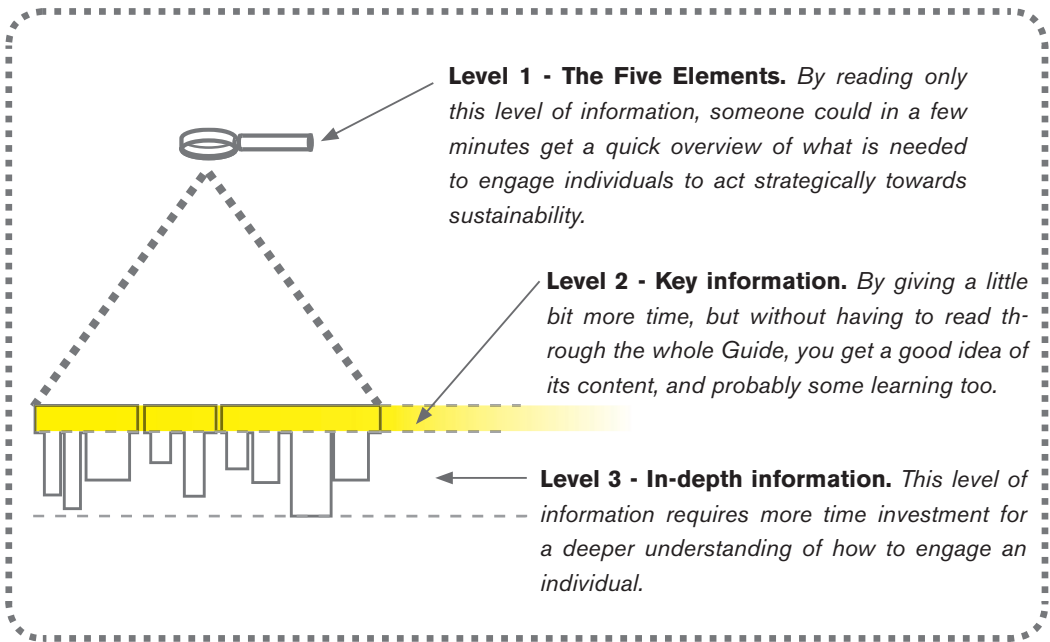 Level 1 - The Five Elements. By reading only
this level of information, someone could in a few
minutes get a quick overview of what is needed
to engage individuals to act strategically towards
sustainability.
Level 2 - Key information. By giving a little
bit more time, but without having to read th-
rough the whole Guide, you get a good idea of
its content, and probably some learning too.
Level 3 - In-depth information. This level of
information requires more time investment for
a deeper understanding of how to engage an
individual.